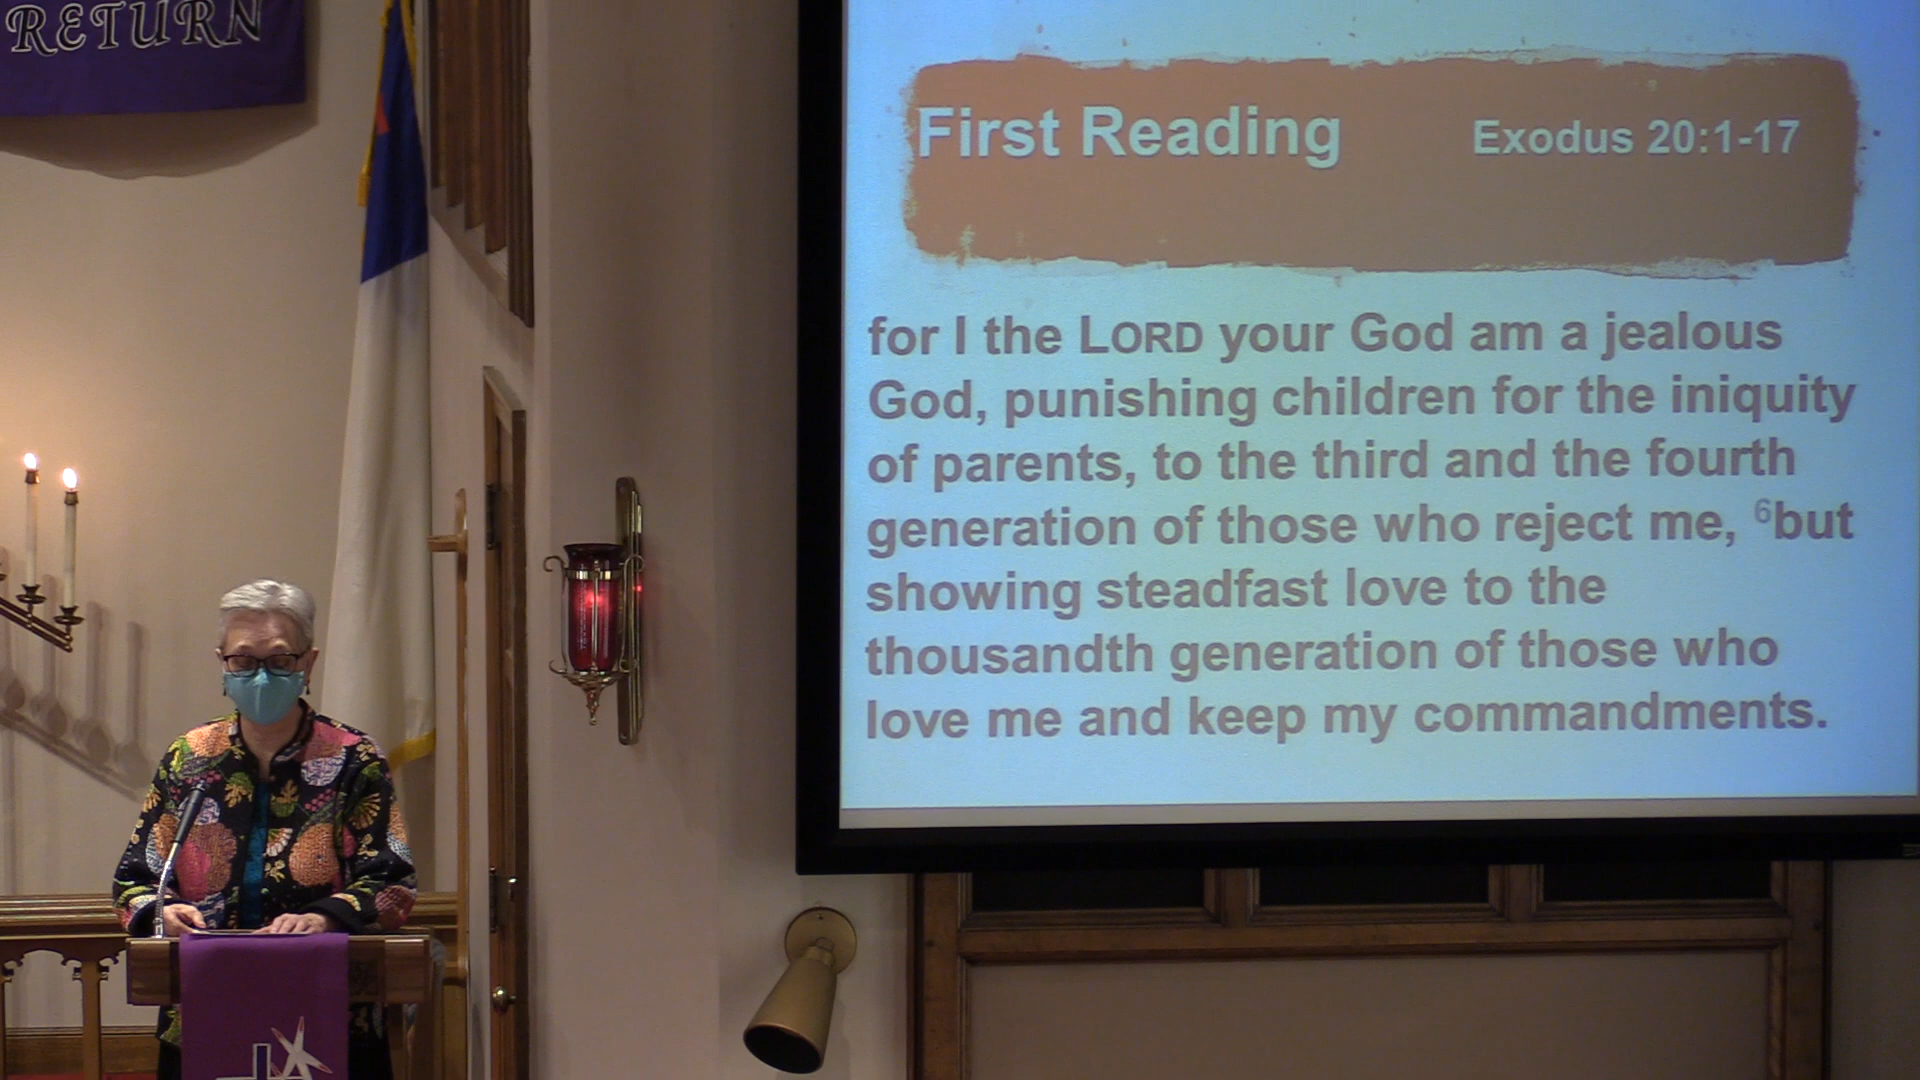 RETURN
First Reading Exodus 20:1-17
for I the LORD your God am a jealous
God, punishing children for the iniquity
of parents, to the third and the fourth
generation of those who reject me, ⁶but
showing steadfast love to the
thousandth generation of those who
love me and keep my commandments.